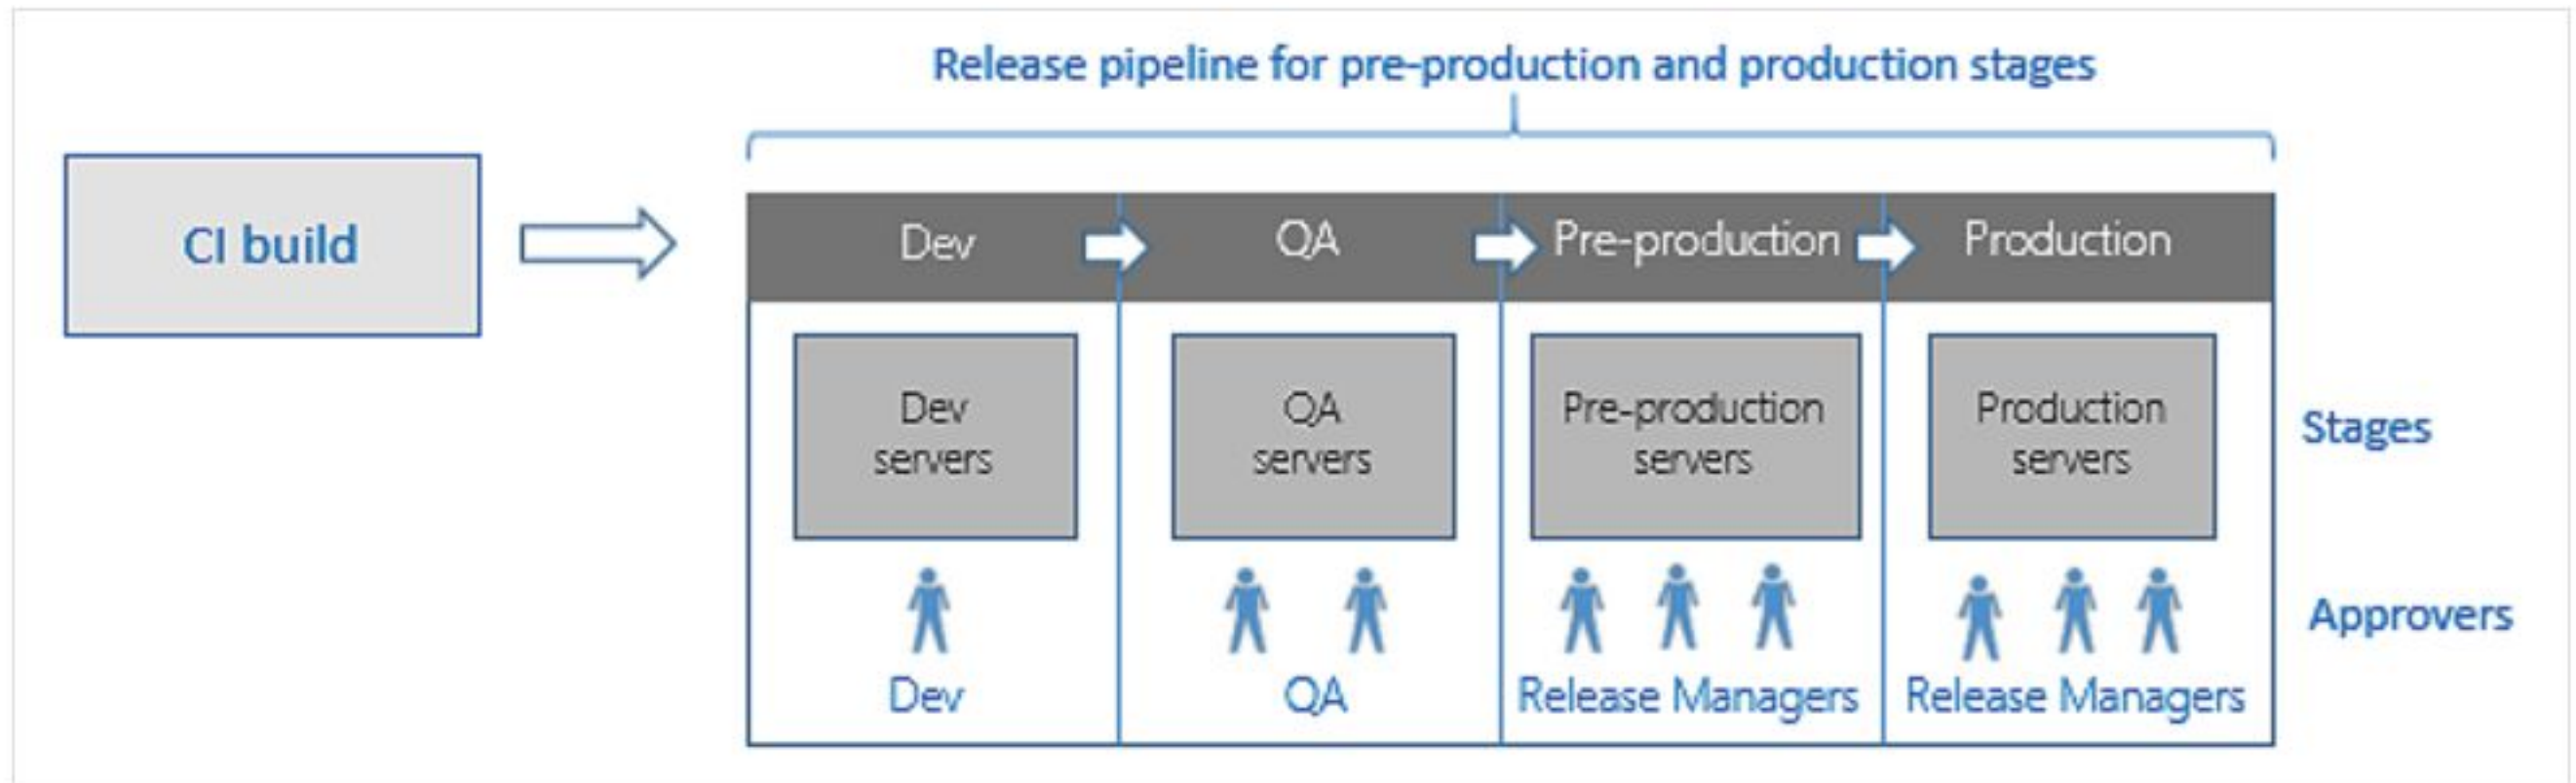 Release pipeline for pre-production and production stages
CI build
Dev
QA
Pre-production
Production
Dev
servers
QA
servers
Pre-production
servers
Production
servers
Stages
Approvers
Dev
QA
Release Managers
Release Managers